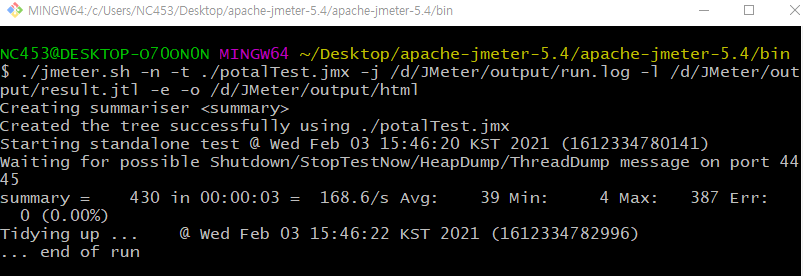 MINGW64:/c/Users/NC453/Desktop/apache-jmeter-5.4/apache-jmeter-5.4/bin
NC453@DESKTOP-O7OON0N MINGW64 ~/Desktop/apache-jmeter-5.4/apache-jmeter-5.4/bin
$ ./jmeter.sh -n -t ./potalTest.jmx -j /d/JMeter/output/run.log -l /d/JMeter/out
put/result.jtl -e -o /d/JMeter/output/html
Creating summariser <summary>
Created the tree successfully using ./potalTest.jmx
Starting standalone test @ Wed Feb 03 15:46:20 KST 2021 (1612334780141)
Waiting for possible Shutdown/StopTestNow/HeapDump/ThreadDump message on port 44
45
summary =    430 in 00:00:03 =  168.6/s Avg:    39 Min:     4 Max:   387 Err:
  0 (0.00%)
Tidying up ...    @ Wed Feb 03 15:46:22 KST 2021 (1612334782996)
... end of run